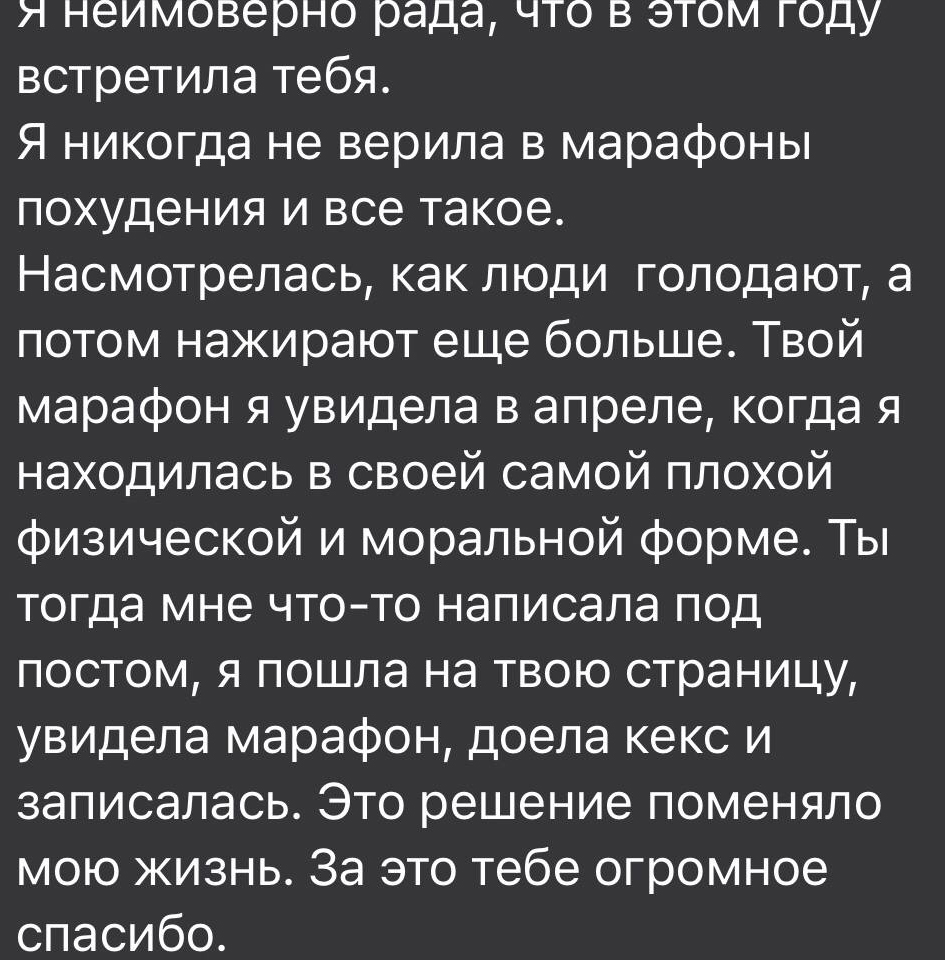 Я неимоверно рада, что в этом году
встретила тебя.
Я никогда не верила в марафоны
похудения и все такое.
Насмотрелась, как люди  голодают, а
потом нажирают еще больше. Твой
марафон я увидела в апреле, когда я
находилась в своей самой плохой
физической и моральной форме. Ты
тогда мне что-то написала под
постом, я пошла на твою страницу,
увидела марафон, доела кекс и
записалась. Это решение поменяло
мою жизнь. За это тебе огромное
спасибо.